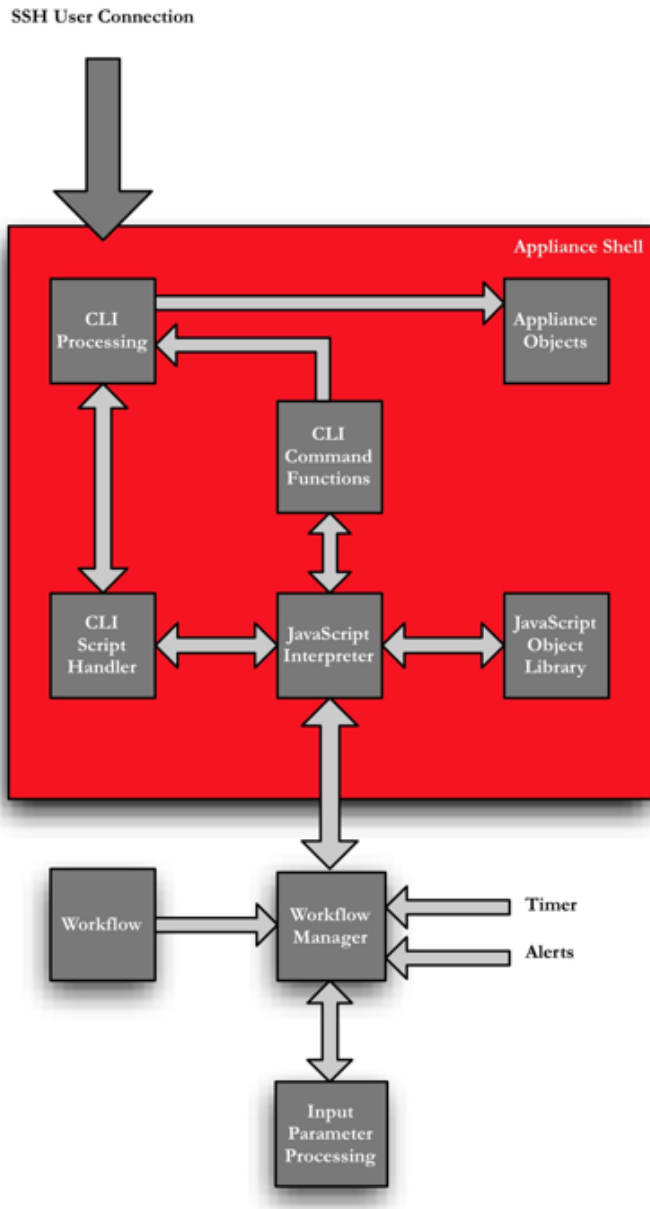 SSH User Connection
Appliance Shell
CLI
Processing
Appliance
Objects
CLI
Command
Functions
CLI
Script
Handler
JavaScript
Interpreter
JavaScript
Object
Library
Workflow
Workflow
Manager
Timer
Alerts
Input
Parameter
Processing